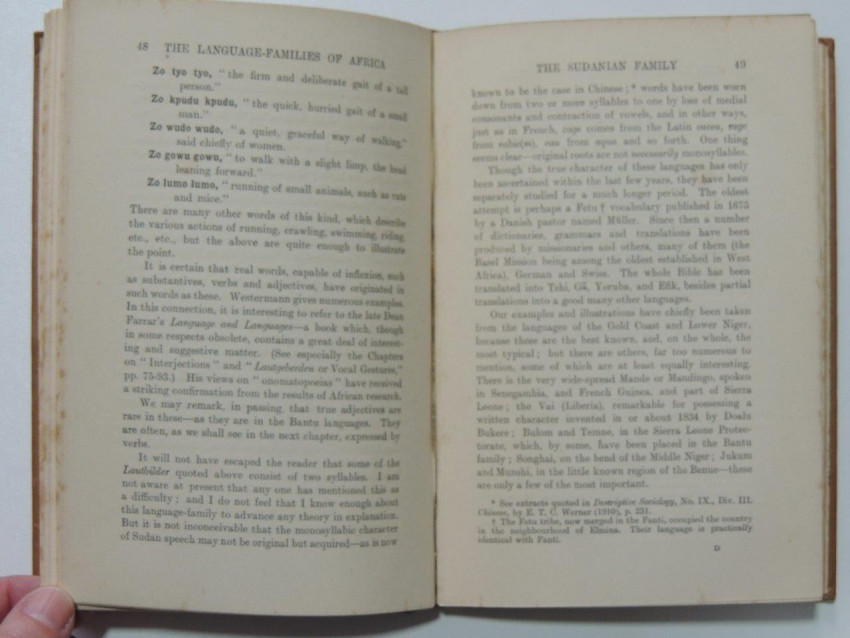 48 THE LANGUAGE-FAMILIES OF AFRICA
Zo tyo tyo, "the firm and deliberate gait of a tall
person."
Zo kpudu kpudu, "the quick, hurried gait of a small
man."
Zo wudo wudo, "a quiet, graceful way of walking,"
said chiefly of women.
Zo gowu gowu, "to walk with a slight limp, the head
leaning forward."
Zo lumo lumo, "running of small animals, such as rats
and mice."
There are many other words of this kind, which describe
the various actions of running, crawling, swimming, riding,
etc., etc., but the above are quite enough to illustrate
the point.
It is certain that real words, capable of inflexion, such
as substantives, verbs and adjectives, have originated in
such words as these. Westermann gives numerous examples.
In this connection, it is interesting to refer to the late Dean
Farrar's Language and Languages—a book which, though
in some respects obsolete, contains a great deal of interest-
ing and suggestive matter. (See especially the Chapters
on "Interjections" and "Lautgeberden or Vocal Gestures,"
pp. 75-93.) His views on "onomatopoeias" have received
a striking confirmation from the results of African research.
We may remark, in passing, that true adjectives are
rare in these—as they are in the Bantu languages. They
are often, as we shall see in the next chapter, expressed by
verbs.
It will not have escaped the reader that some of the
Lautbilder quoted above consist of two syllables. I am
not aware at present that any one has mentioned this as
a difficulty; and I do not feel that I know enough about
this language-family to advance any theory in explanation.
But it is not inconceivable that the monosyllabic character
of Sudan speech may not be original but acquired—as is now
THE SUDANIAN FAMILY 49
known to be the case in Chinese;* words have been worn
down from two or more syllables to one by loss of medial
consonants and contraction of vowels, and in other ways,
just as in French, cage comes from the Latin cavea, rage
from rabie(m), eau from aqua and so forth. One thing
seems clear—original roots are not necessarily monosyllables.
Though the true character of these languages has only
been ascertained within the last few years, they have been
separately studied for a much longer period. The oldest
attempt is perhaps a Fetu † vocabulary published in 1675
by a Danish pastor named Müller. Since then a number
of dictionaries, grammars and translations have been
produced by missionaries and others, many of them (the
Basel Mission being among the oldest established in West
Africa), German and Swiss. The whole Bible has been
translated into Tshi, Gã, Yoruba, and Efik, besides partial
translations into a good many other languages.
Our examples and illustrations have chiefly been taken
from the languages of the Gold Coast and Lower Niger,
because these are the best known, and, on the whole, the
most typical; but there are others, far too numerous to
mention, some of which are at least equally interesting.
There is the very wide-spread Mande or Mandingo, spoken
in Senegambia, and French Guinea, and part of Sierra
Leone; the Vai (Liberia), remarkable for possessing a
written character invented in or about 1834 by Doalu
Bukere; Bulom and Temne, in the Sierra Leone Protec-
torate, which, by some, have been placed in the Bantu
family; Songhai, on the bend of the Middle Niger; Jukum
and Munshi, in the little known region of the Benue—these
are only a few of the most important.
* See extracts quoted in Descriptive Sociology, No. IX., Div. III.
Chinese, by E. T. C. Werner (1910), p. 231.
† The Fetu tribe, now merged in the Fanti, occupied the country
in the neighbourhood of Elmina. Their language is practically
identical with Fanti.
D